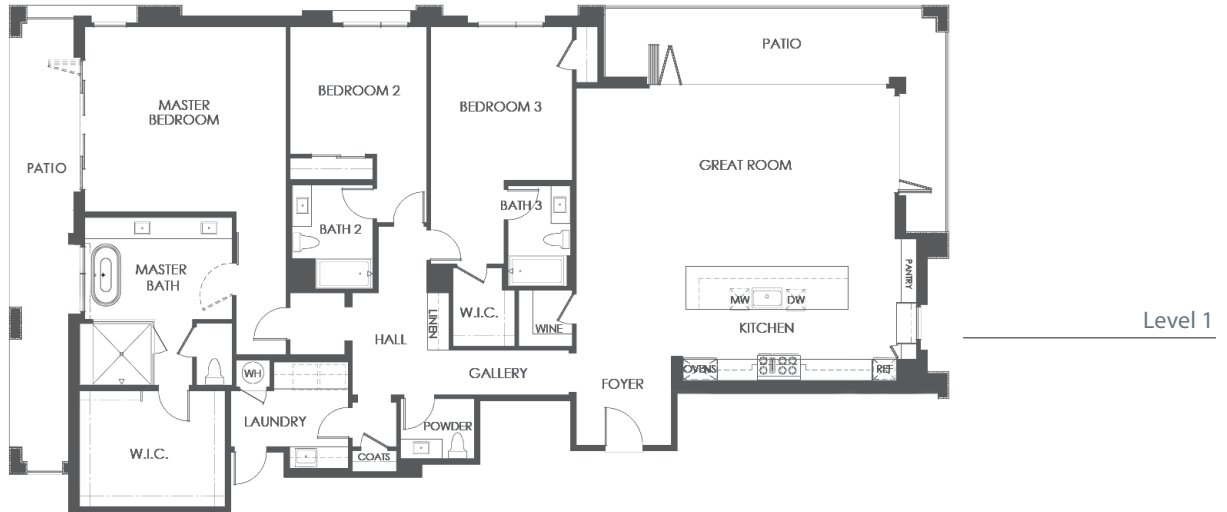 PATIO
BEDROOM 2
MASTER
BEDROOM
BEDROOM 3
PATIO
GREAT ROOM
BATH 3
BATH 2
MASTER
BATH
PANTRY
MW
DW
W.I.C.
WINE
LINEN
KITCHEN
Level 1
HALL
WH
GALLERY
OVENS
REF
FOYER
LAUNDRY
POWDER
W.I.C.
COATS